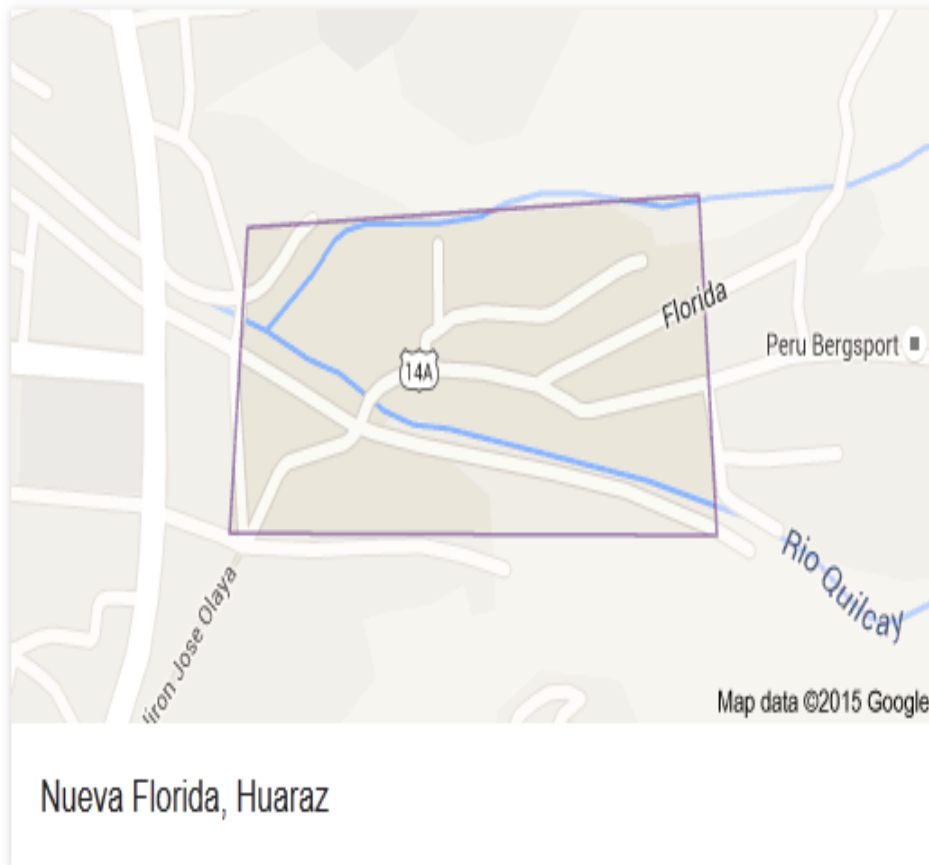 Florida
Peru Bergsport
14A
Rio Quilcay
Jiron Jose Olaya
Map data ©2015 Google
Nueva Florida, Huaraz